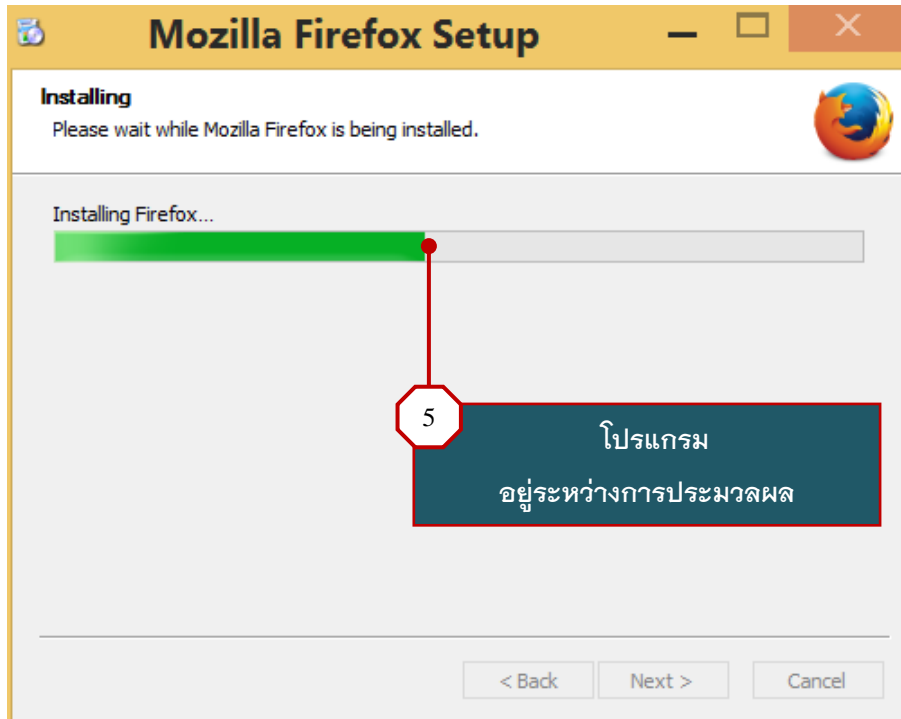 Mozilla Firefox Setup
Installing
Please wait while Mozilla Firefox is being installed.
Installing Firefox...
5
โปรแกรม
อยู่ระหว่างการประมวลผล
< Back Next > Cancel